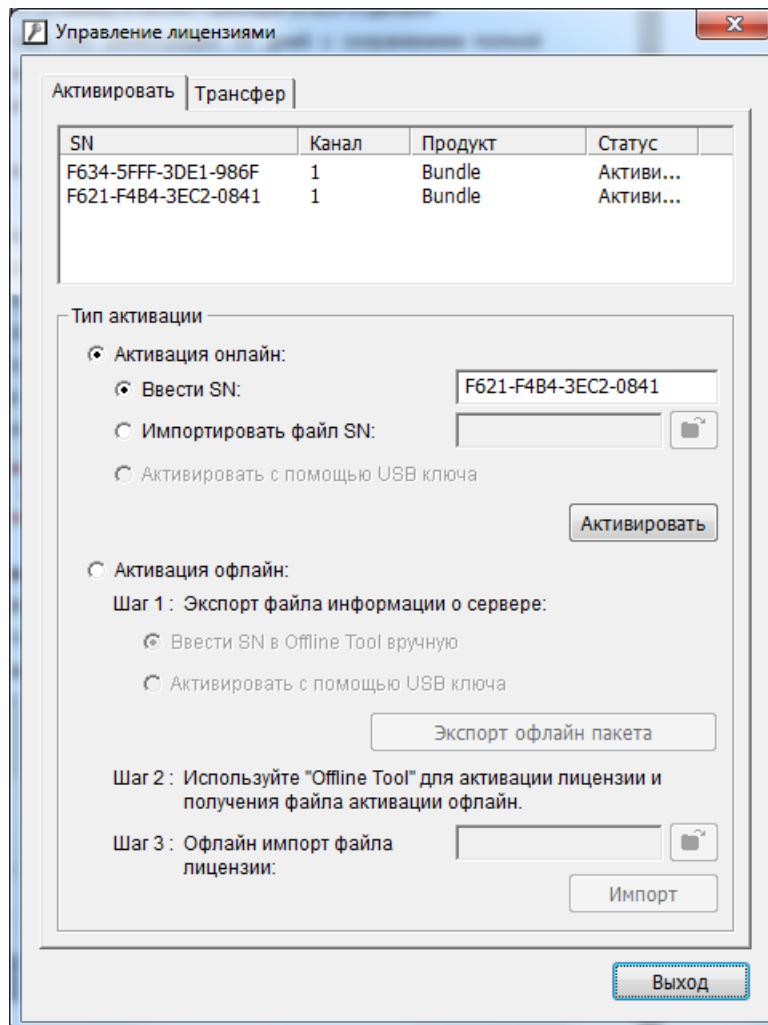 Управление лицензиями
Активировать Трансфер
SN Канал Продукт Статус
F634-5FFF-3DE1-986F 1 Bundle Активи...
F621-F4B4-3EC2-0841 1 Bundle Активи...
Тип активации
Активация онлайн:
Ввести SN: F621-F4B4-3EC2-0841
Импортировать файл SN:
Активировать с помощью USB ключа
Активировать
Активация офлайн:
Шаг 1 : Экспорт файла информации о сервере:
Ввести SN в Offline Tool вручную
Активировать с помощью USB ключа
Экспорт офлайн пакета
Шаг 2 : Используйте "Offline Tool" для активации лицензии и
получения файла активации офлайн.
Шаг 3 : Офлайн импорт файла
лицензии:
Импорт
Выход